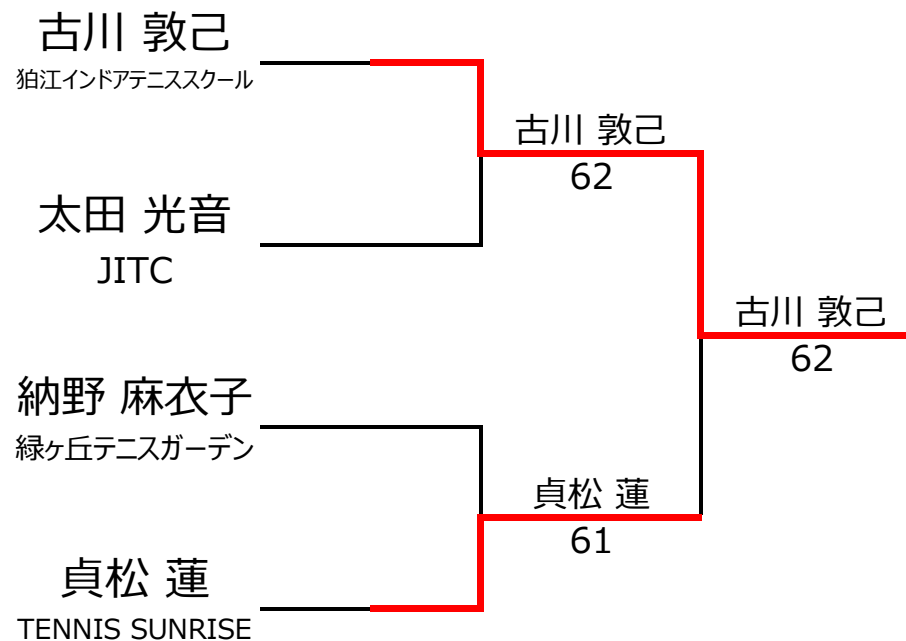 古川 敦己
狛江インドアテニススクール
古川 敦己
62
太田 光音
JITC
古川 敦己
62
納野 麻衣子
緑ヶ丘テニスガーデン
貞松 蓮
61
貞松 蓮
TENNIS SUNRISE